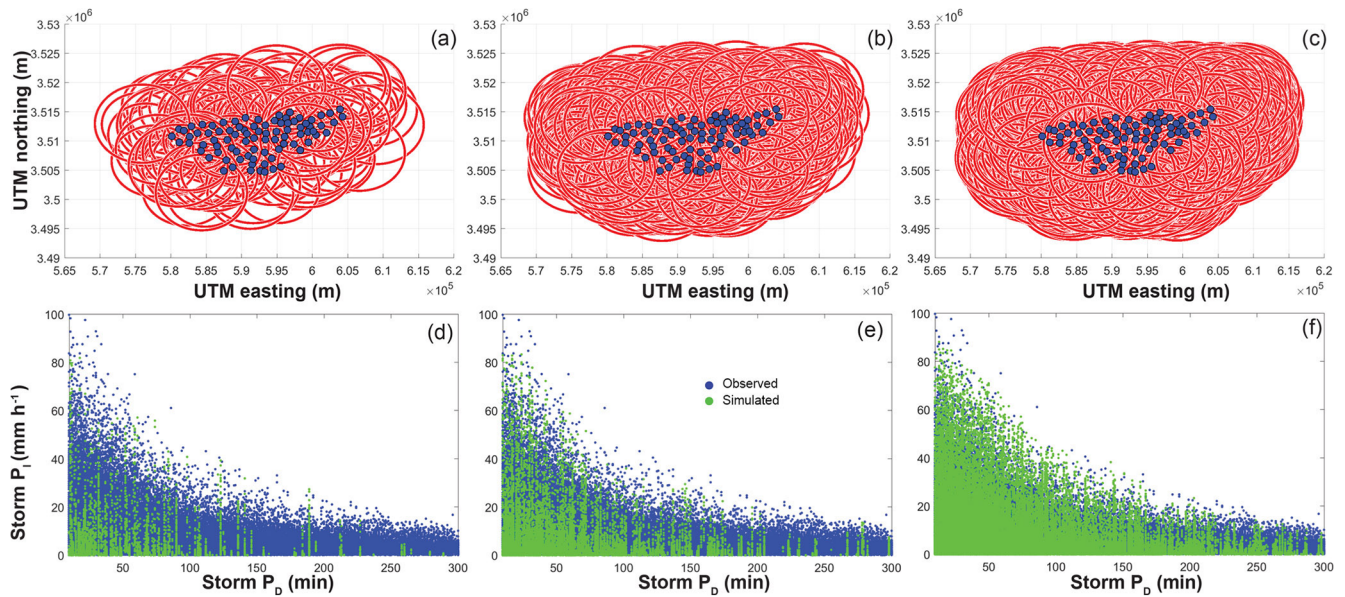 ×10⁶
(a)
3.53
3.52
3.515
3.51
3.505
3.5
3.495
3.49
UTM northing (m)
5.65 5.7 5.75 5.8 5.85 5.9 5.95 6 6.05 6.1 6.15 6.2
UTM easting (m)
×10⁵
×10⁶
(b)
3.53
3.525
3.52
3.515
3.51
3.505
3.5
3.495
3.49
5.65 5.7 5.75 5.8 5.85 5.9 5.95 6 6.05 6.1 6.15 6.2
UTM easting (m)
×10⁵
×10⁶
(c)
3.53
3.525
3.52
3.515
3.51
3.505
3.5
3.495
3.49
5.65 5.7 5.75 5.8 5.85 5.9 5.95 6 6.05 6.1 6.15 6.2
UTM easting (m)
×10⁵
(d)
100
80
60
40
20
0
Storm P_I (mm h⁻¹)
50 100 150 200 250 300
Storm P_D (min)
(e)
100
80
60
40
20
0
Observed
Simulated
50 100 150 200 250 300
Storm P_D (min)
(f)
100
80
60
40
20
0
50 100 150 200 250 300
Storm P_D (min)